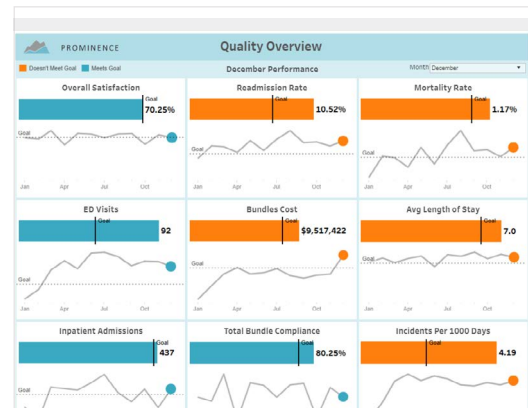 PROMINENCE
Quality Overview
Doesn't Meet Goal
Meets Goal
December Performance
Month
December
Overall Satisfaction
Goal
70.25%
Goal
Jan Apr Jul Oct
Readmission Rate
Goal
10.52%
Goal
Jan Apr Jul Oct
Mortality Rate
Goal
1.17%
Goal
Jan Apr Jul Oct
ED Visits
Goal
92
Goal
Jan Apr Jul Oct
Bundles Cost
Goal
$9,517,422
Goal
Jan Apr Jul Oct
Avg Length of Stay
Goal
7.0
Goal
Jan Apr Jul Oct
Inpatient Admissions
Goal
437
Goal
Total Bundle Compliance
Goal
80.25%
Incidents Per 1000 Days
Goal
4.19
Goal